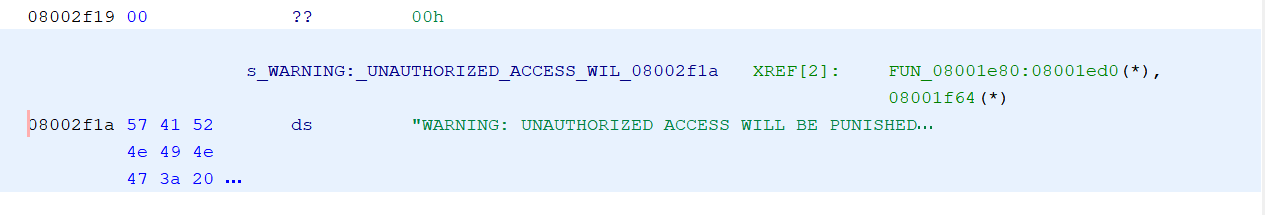 08002f19 00 ?? 00h
s_WARNING:_UNAUTHORIZED_ACCESS_WIL_08002f1a XREF[2]: FUN_08001e80:08001ed0(*),
08001f64(*)
08002f1a 57 41 52 ds "WARNING: UNAUTHORIZED ACCESS WILL BE PUNISHED…
4e 49 4e
47 3a 20 …